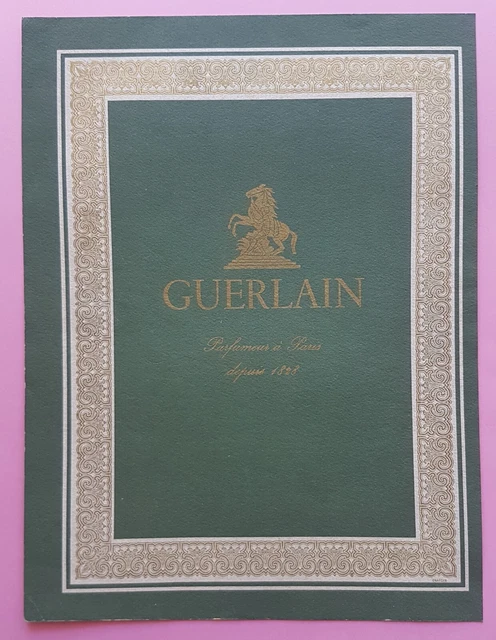 GUERLAIN
Parfumeur à Paris
depuis 1828